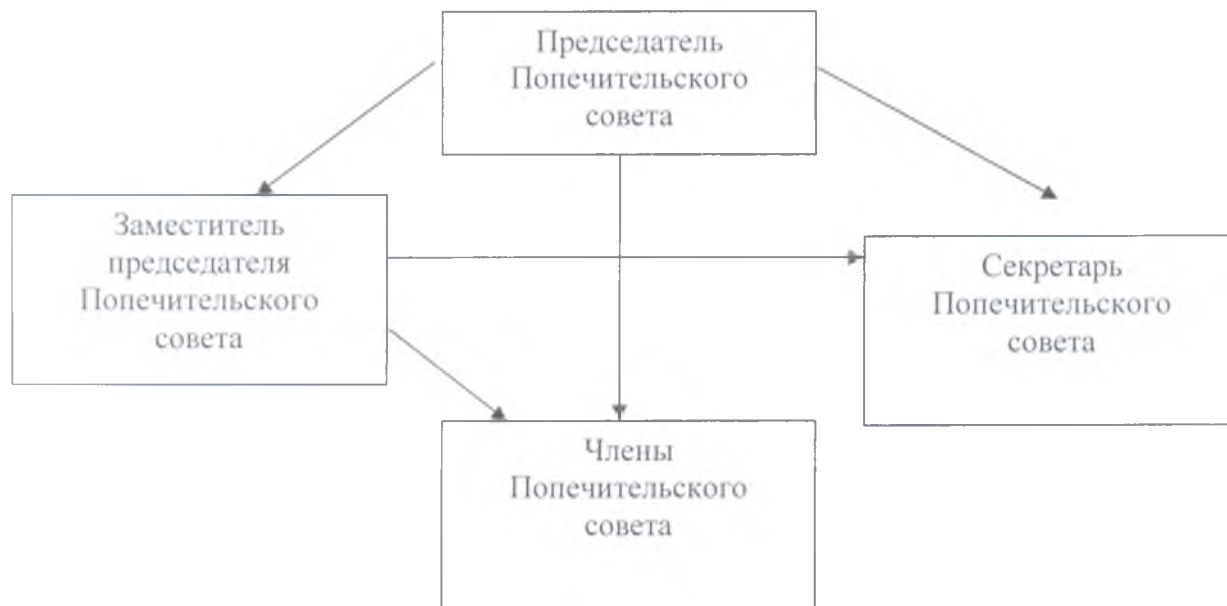 Председатель
Попечительского
совета
Заместитель
председателя
Попечительского
совета
Секретарь
Попечительского
совета
Члены
Попечительского
совета